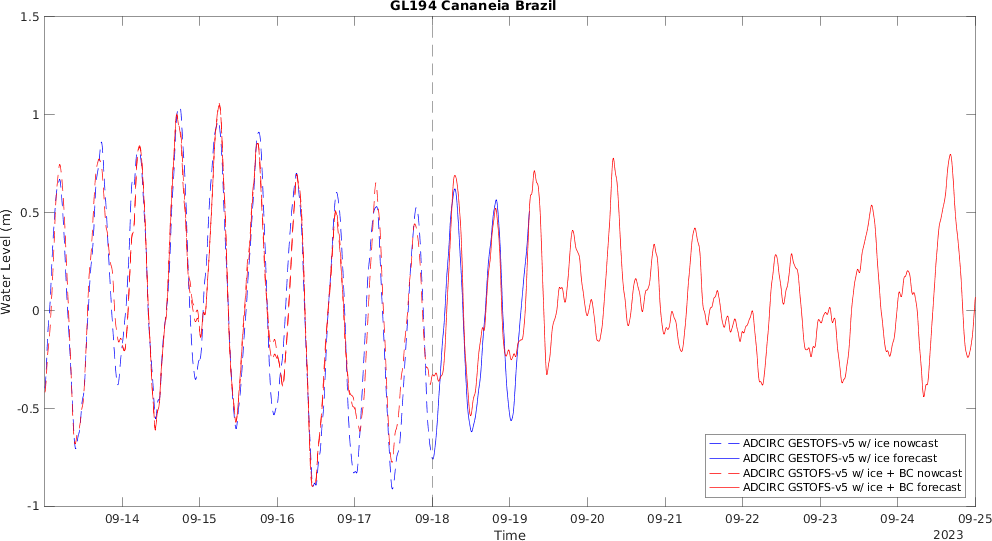 GL194 Cananeia Brazil
1.5
1
0.5
0
-0.5
-1
Water Level (m)
09-14 09-15 09-16 09-17 09-18 09-19 09-20 09-21 09-22 09-23 09-24 09-25
Time
2023
ADCIRC GESTOFS-v5 w/ ice nowcast
ADCIRC GESTOFS-v5 w/ ice forecast
ADCIRC GSTOFS-v5 w/ ice + BC nowcast
ADCIRC GSTOFS-v5 w/ ice + BC forecast